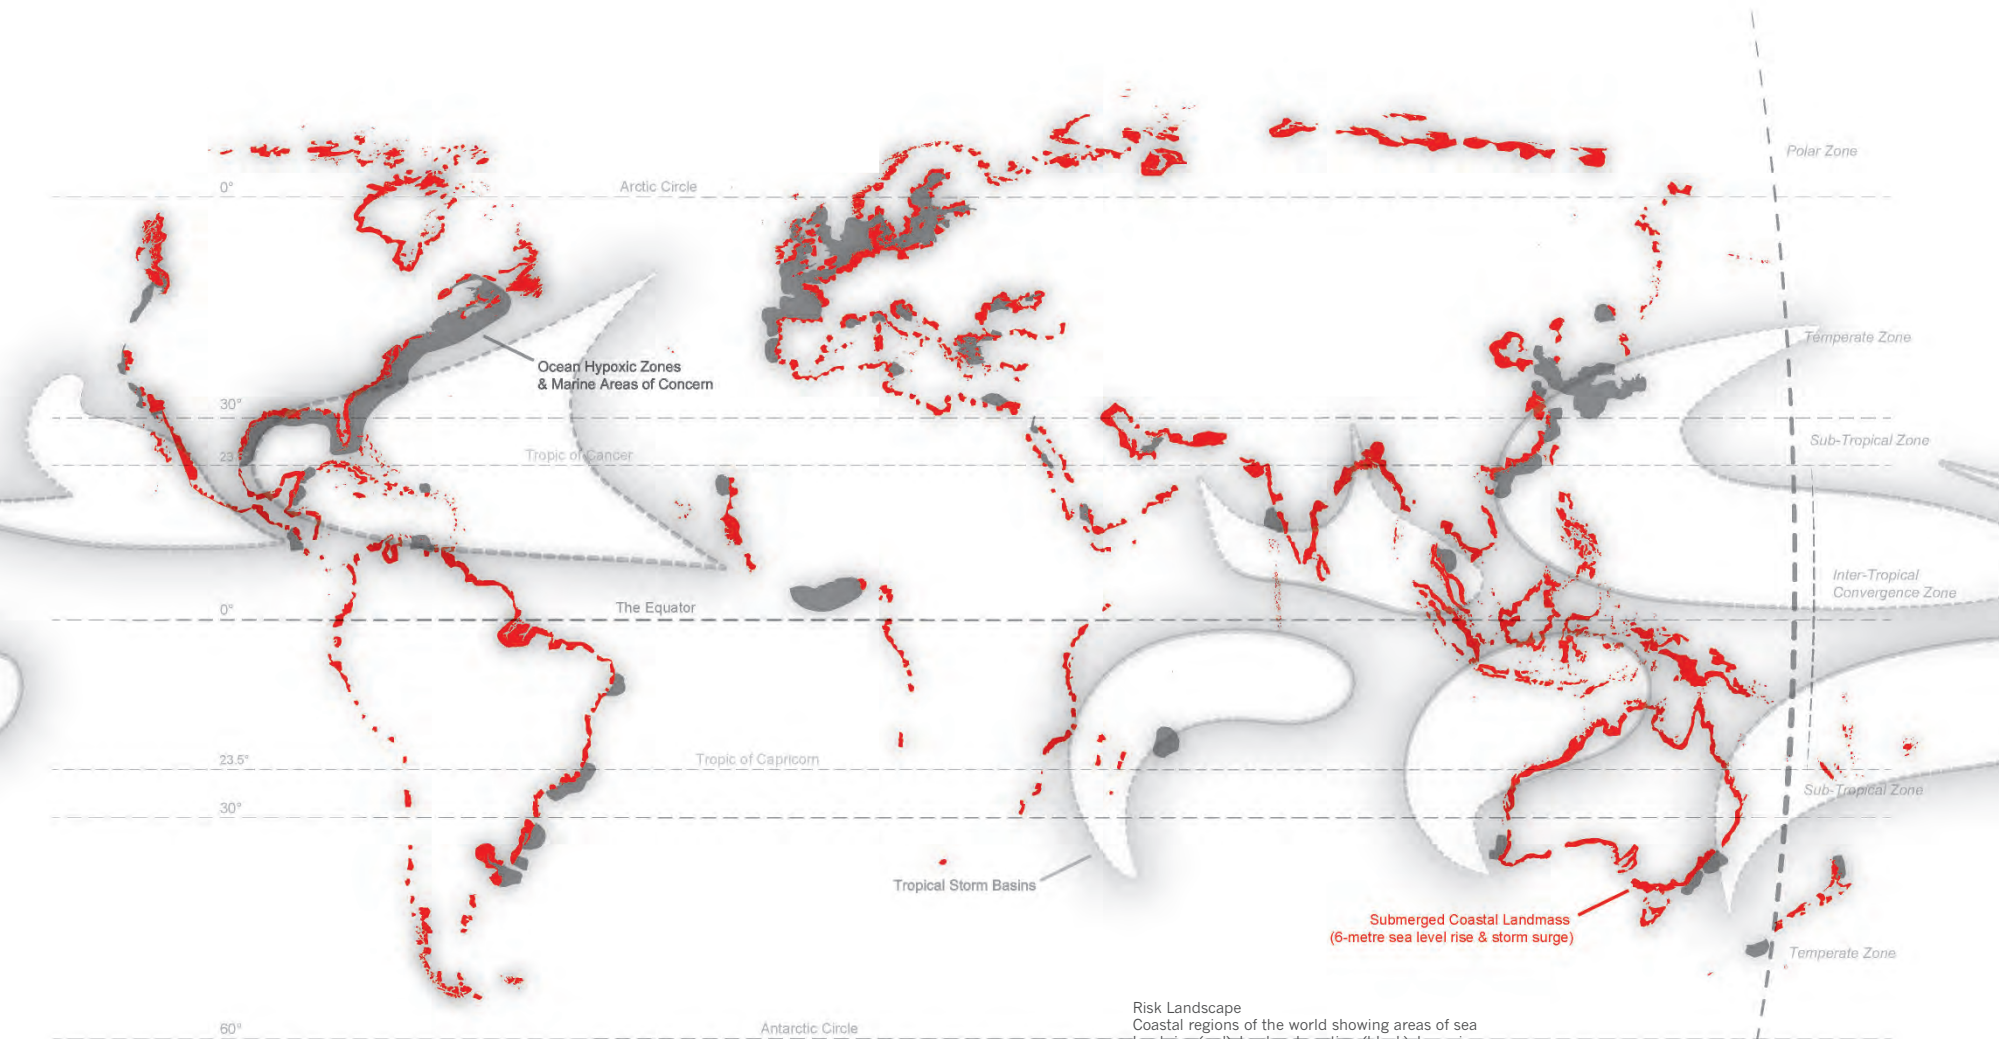 Polar Zone
0°
Arctic Circle
Temperate Zone
Ocean Hypoxic Zones
& Marine Areas of Concern
30°
Sub-Tropical Zone
Tropic of Cancer
Inter-Tropical
Convergence Zone
0°
The Equator
23.5°
Tropic of Capricorn
Sub-Tropical Zone
30°
Tropical Storm Basins
Submerged Coastal Landmass
(6-metre sea level rise & storm surge)
Temperate Zone
Risk Landscape
Coastal regions of the world showing areas of sea
60°
Antarctic Circle